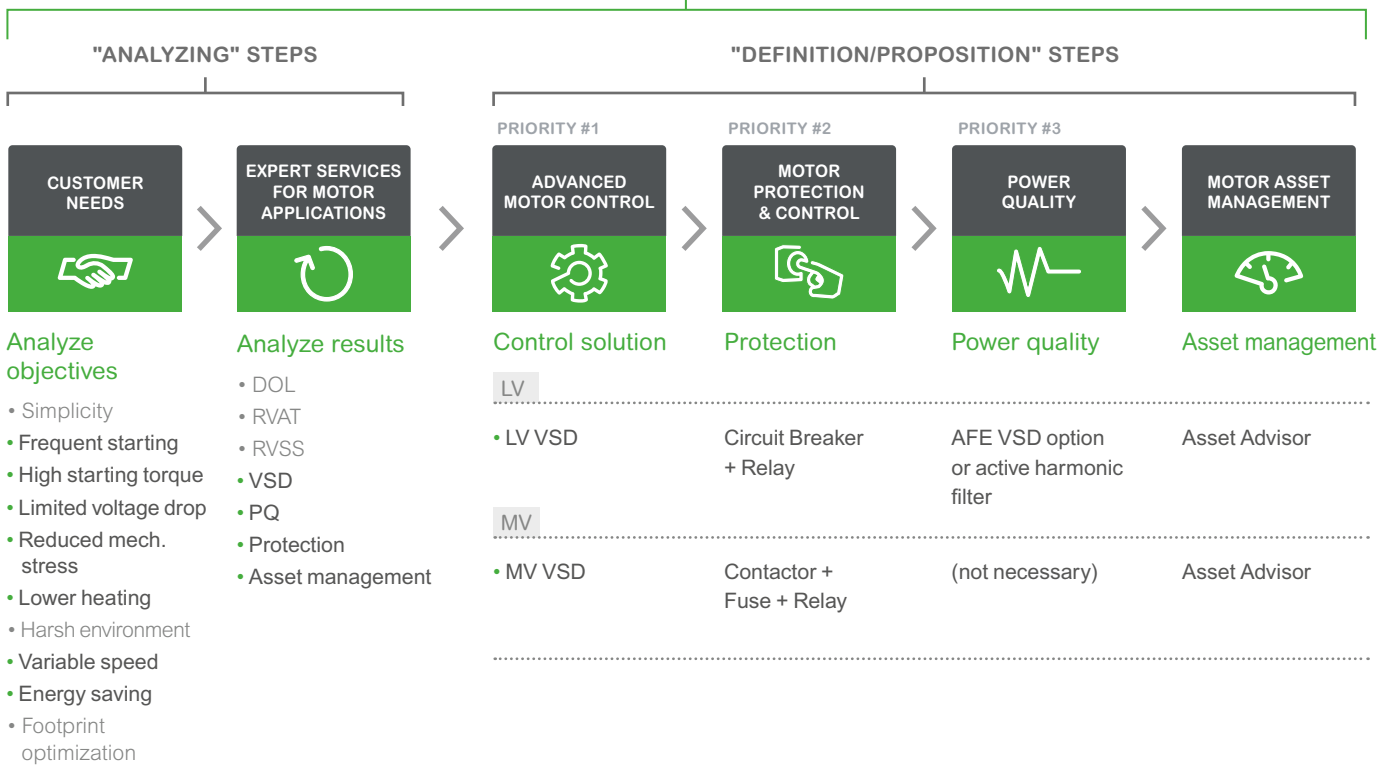 "ANALYZING" STEPS
"DEFINITION/PROPOSITION" STEPS
PRIORITY #1
PRIORITY #2
PRIORITY #3
CUSTOMER
NEEDS
EXPERT SERVICES
FOR MOTOR
APPLICATIONS
ADVANCED
MOTOR CONTROL
MOTOR
PROTECTION
& CONTROL
POWER
QUALITY
MOTOR ASSET
MANAGEMENT
Analyze
objectives
• Simplicity
• Frequent starting
• High starting torque
• Limited voltage drop
• Reduced mech.
stress
• Lower heating
• Harsh environment
• Variable speed
• Energy saving
• Footprint
optimization
Analyze results
• DOL
• RVAT
• RVSS
• VSD
• PQ
• Protection
• Asset management
Control solution
Protection
Power quality
Asset management
LV
• LV VSD
Circuit Breaker
+ Relay
AFE VSD option
or active harmonic
filter
Asset Advisor
MV
• MV VSD
Contactor +
Fuse + Relay
(not necessary)
Asset Advisor